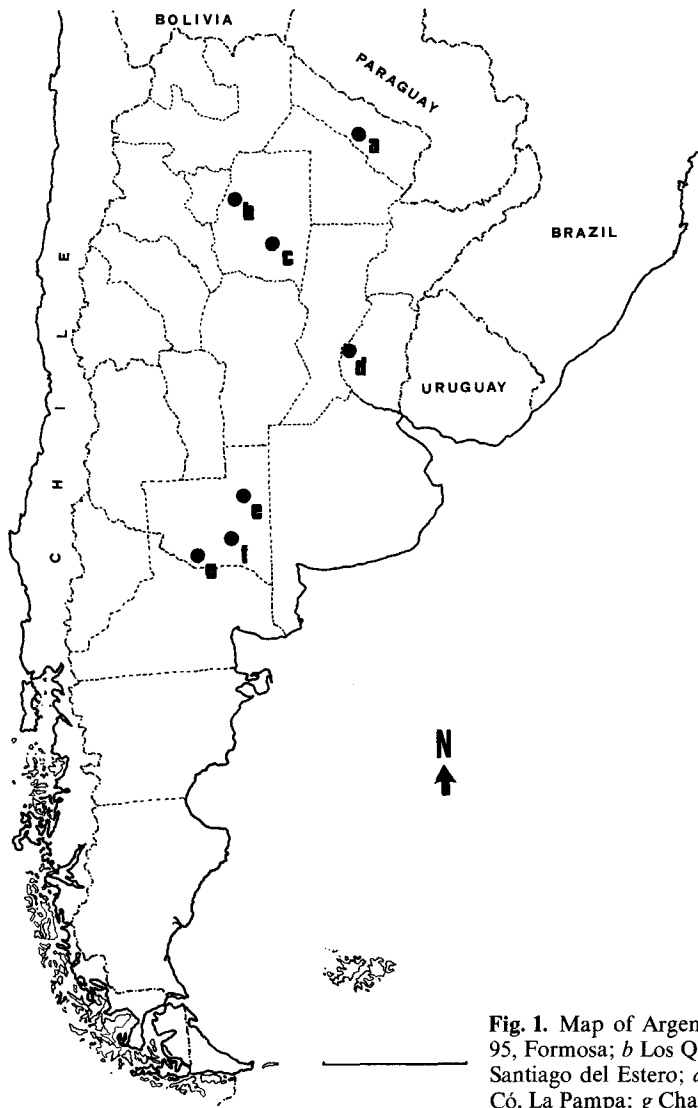 BOLIVIA
PARAGUAY
a
b
c
BRAZIL
CHILE
d
URUGUAY
e
f
g
N
Fig. 1. Map of Argen
95, Formosa; b Los Q
Santiago del Estero; d
Có, La Pampa; g Cha